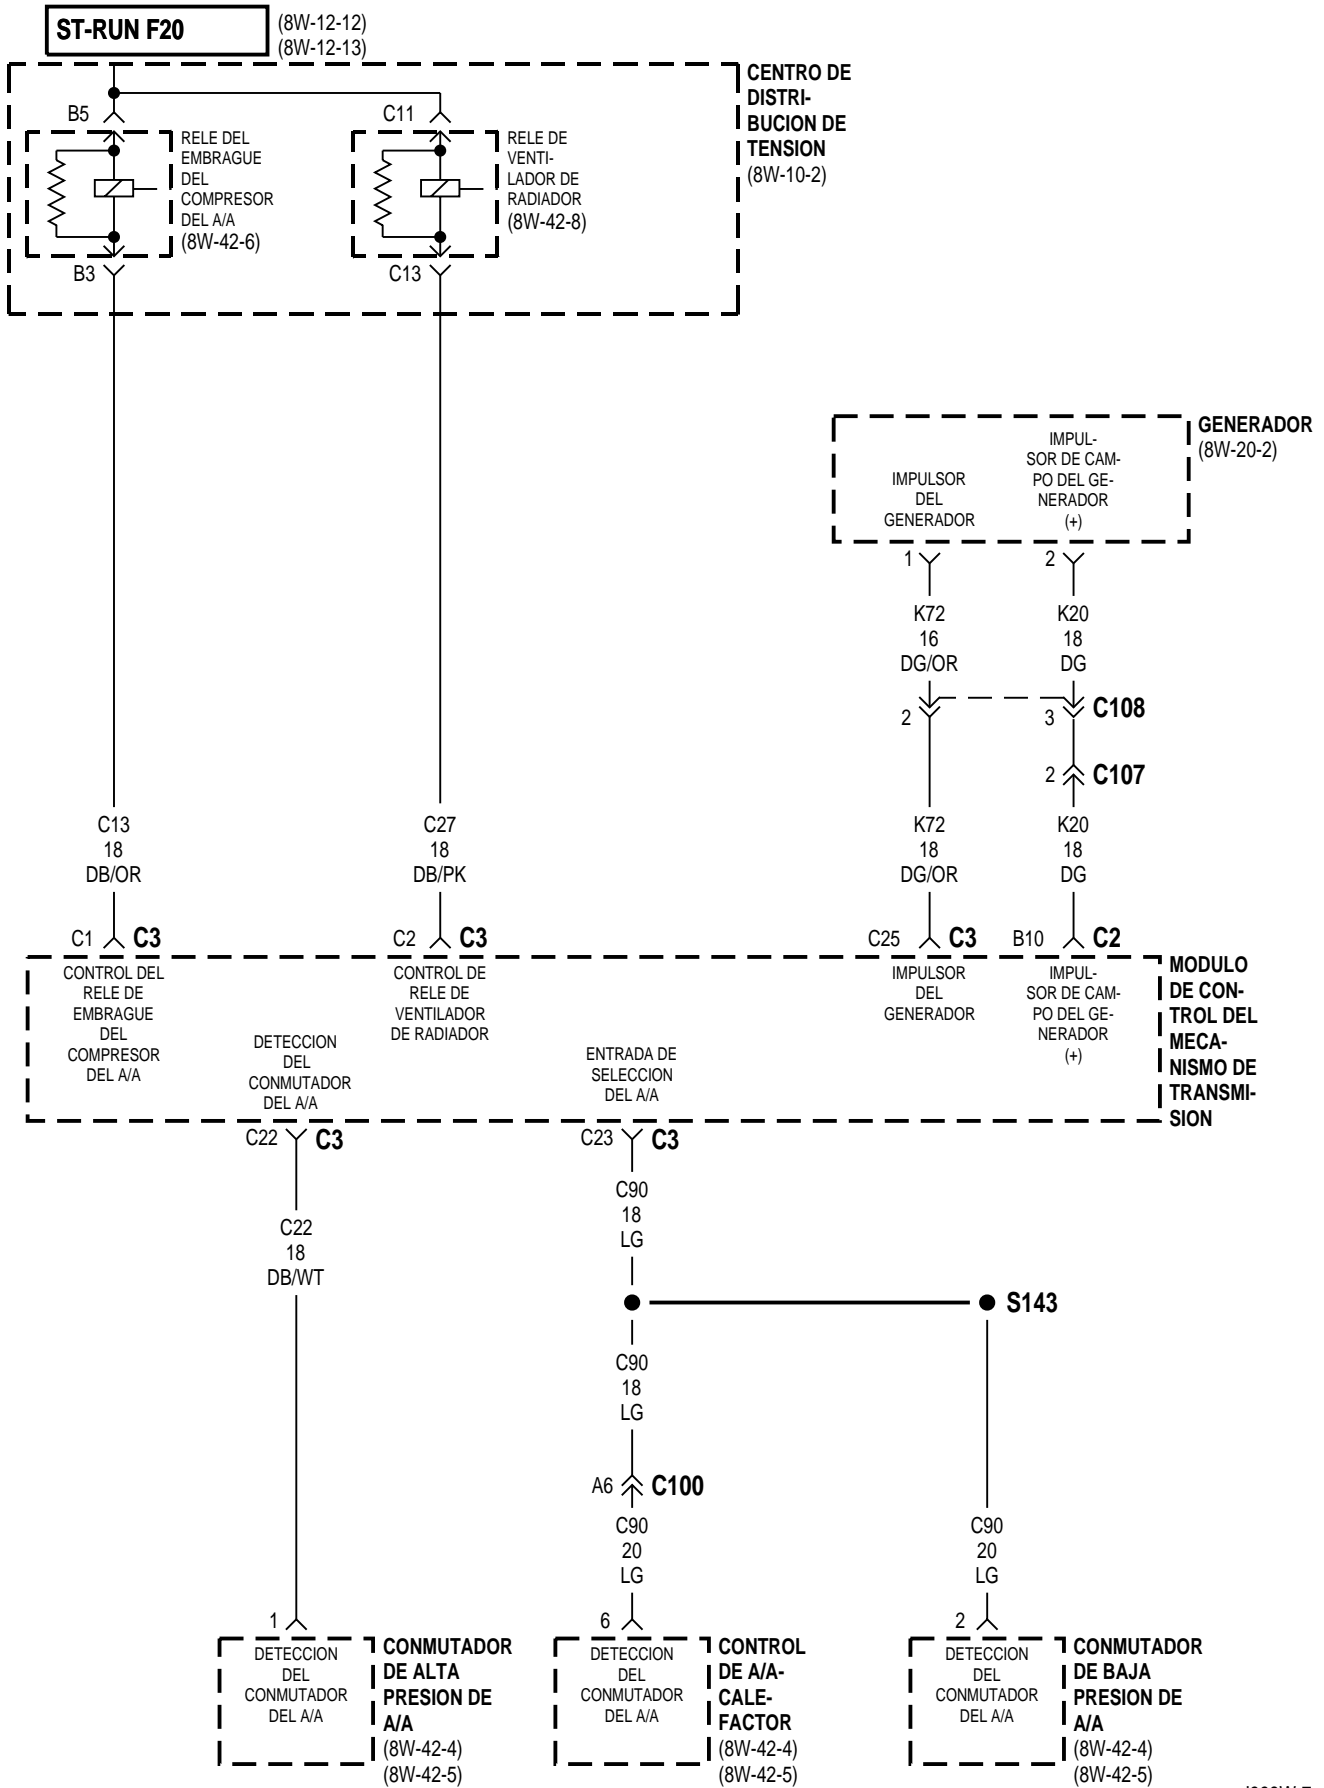 ST-RUN F20
(8W-12-12)
(8W-12-13)
CENTRO DE
DISTRI-
BUCION DE
TENSION
(8W-10-2)
B5
C11
RELE DEL
EMBRAGUE
DEL
COMPRESOR
DEL A/A
(8W-42-6)
RELE DE
VENTI-
LADOR DE
RADIADOR
(8W-42-8)
B3
C13
GENERADOR
(8W-20-2)
IMPULSOR
DEL
GENERADOR
IMPUL-
SOR DE CAM-
PO DEL GE-
NERADOR
(+)
1
2
K72
16
DG/OR
K20
18
DG
2
3
C108
2
C107
C13
18
DB/OR
C27
18
DB/PK
K72
18
DG/OR
K20
18
DG
C1
C3
C2
C3
C25
C3
B10
C2
CONTROL DEL
RELE DE
EMBRAGUE
DEL
COMPRESOR
DEL A/A
DETECCION
DEL
CONMUTADOR
DEL A/A
CONTROL DE
RELE DE
VENTILADOR
DE RADIADOR
ENTRADA DE
SELECCION
DEL A/A
IMPULSOR
DEL
GENERADOR
IMPUL-
SOR DE CAM-
PO DEL GE-
NERADOR
(+)
MODULO
DE CON-
TROL DEL
MECA-
NISMO DE
TRANSMI-
SION
C22
C3
C23
C3
C22
18
DB/WT
C90
18
LG
S143
C90
18
LG
A6
C100
C90
20
LG
C90
20
LG
1
6
2
DETECCION
DEL
CONMUTADOR
DEL A/A
CONMUTADOR
DE ALTA
PRESION DE
A/A
(8W-42-4)
(8W-42-5)
DETECCION
DEL
CONMUTADOR
DEL A/A
CONTROL
DE A/A-
CALE-
FACTOR
(8W-42-4)
(8W-42-5)
DETECCION
DEL
CONMUTADOR
DEL A/A
CONMUTADOR
DE BAJA
PRESION DE
A/A
(8W-42-4)
(8W-42-5)